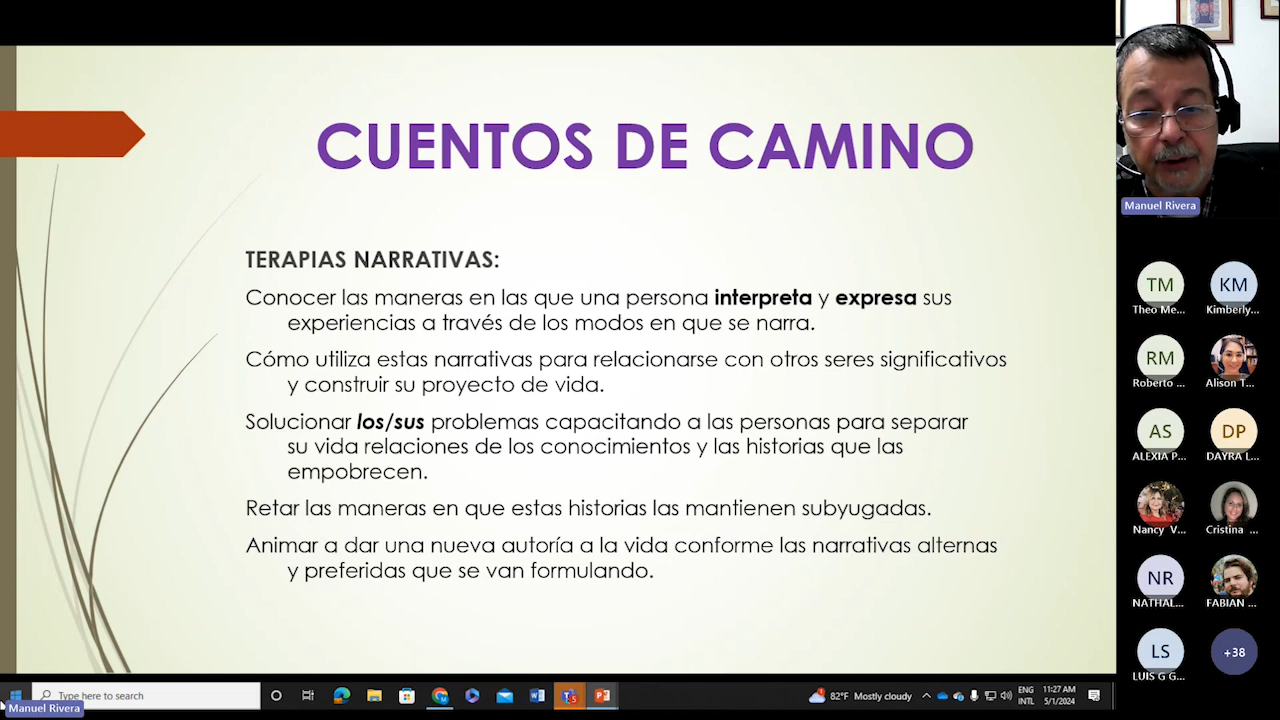 CUENTOS DE CAMINO
TERAPIAS NARRATIVAS:
Conocer las maneras en las que una persona interpreta y expresa sus
experiencias a través de los modos en que se narra.
Cómo utiliza estas narrativas para relacionarse con otros seres significativos
y construir su proyecto de vida.
Solucionar los/sus problemas capacitando a las personas para separar
su vida relaciones de los conocimientos y las historias que las
empobrecen.
Retar las maneras en que estas historias las mantienen subyugadas.
Animar a dar una nueva autoría a la vida conforme las narrativas alternas
y preferidas que se van formulando.
Manuel Rivera
TM
KM
Theo Me...
Kimberly...
RM
Roberto ...
Alison T...
AS
DP
ALEXIA P...
DAYRA L...
Nancy V...
Cristina ...
NR
NATHAL...
FABIAN ...
LS
+38
LUIS G G...
Type here to search
82°F Mostly cloudy
ENG
INTL
11:27 AM
5/1/2024
Manuel Rivera